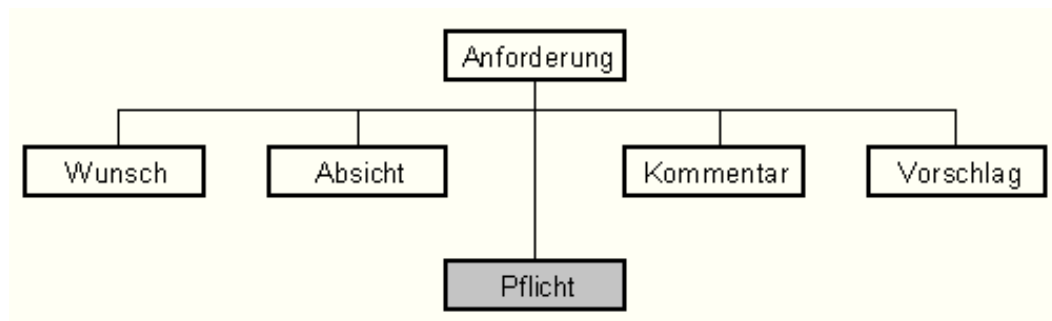 Anforderung
Wunsch
Absicht
Kommentar
Vorschlag
Pflicht